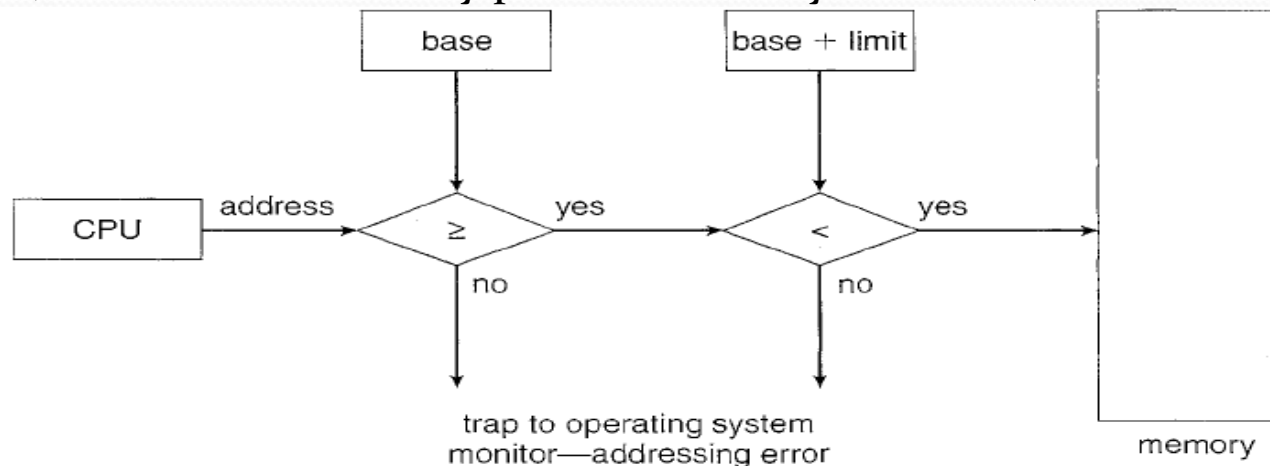 base
base + limit
address
yes
yes
CPU
≥
<
no
no
trap to operating system
monitor—addressing error
memory